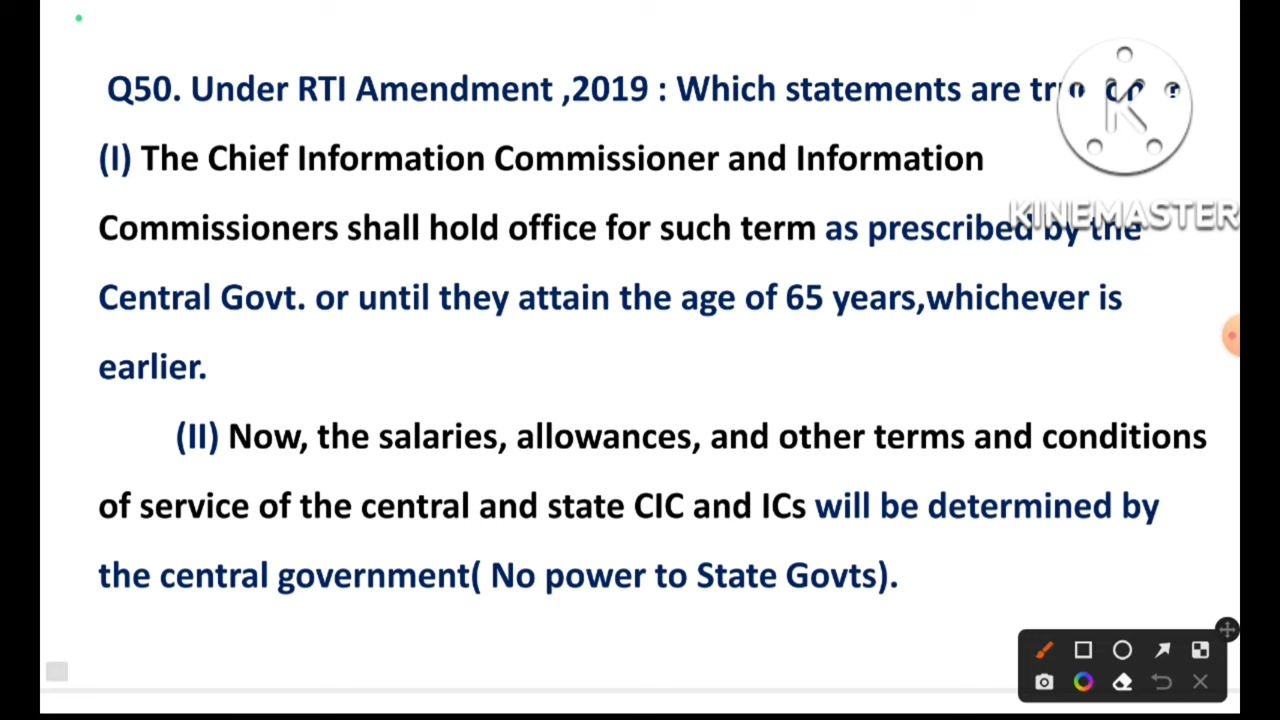 Q50. Under RTI Amendment ,2019 : Which statements are
(I) The Chief Information Commissioner and Information
Commissioners shall hold office for such term as prescribed by the
Central Govt. or until they attain the age of 65 years,whichever is
earlier.
(II) Now, the salaries, allowances, and other terms and conditions
of service of the central and state CIC and ICs will be determined by
the central government( No power to State Govts).
K
KINEMASTER